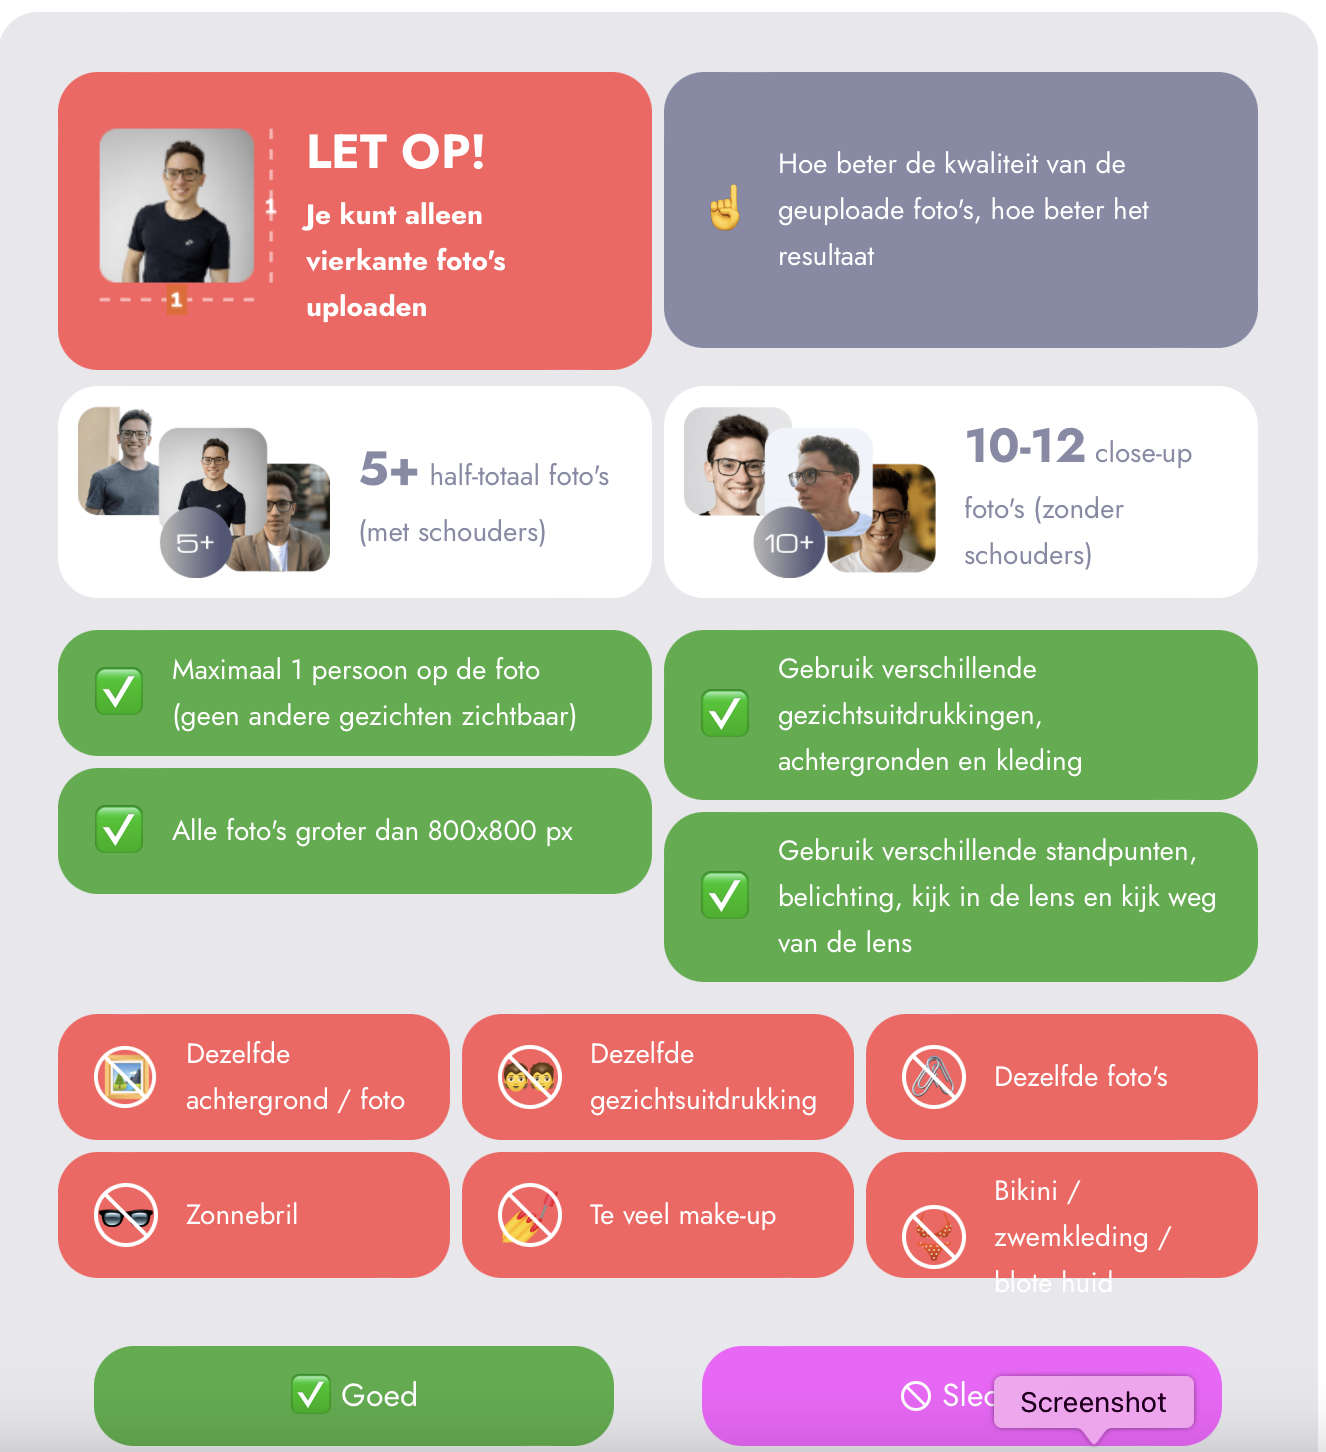 LET OP!
Je kunt alleen
vierkante foto's
uploaden
1
1
Hoe beter de kwaliteit van de
geuploade foto's, hoe beter het
resultaat
5+
5+ half-totaal foto's
(met schouders)
10+
10-12 close-up
foto's (zonder
schouders)
Maximaal 1 persoon op de foto
(geen andere gezichten zichtbaar)
Alle foto's groter dan 800x800 px
Gebruik verschillende
gezichtsuitdrukkingen,
achtergronden en kleding
Gebruik verschillende standpunten,
belichting, kijk in de lens en kijk weg
van de lens
Dezelfde
achtergrond / foto
Dezelfde
gezichtsuitdrukking
Dezelfde foto's
Zonnebril
Te veel make-up
Bikini /
zwemkleding /
blote huid
Goed
Screenshot